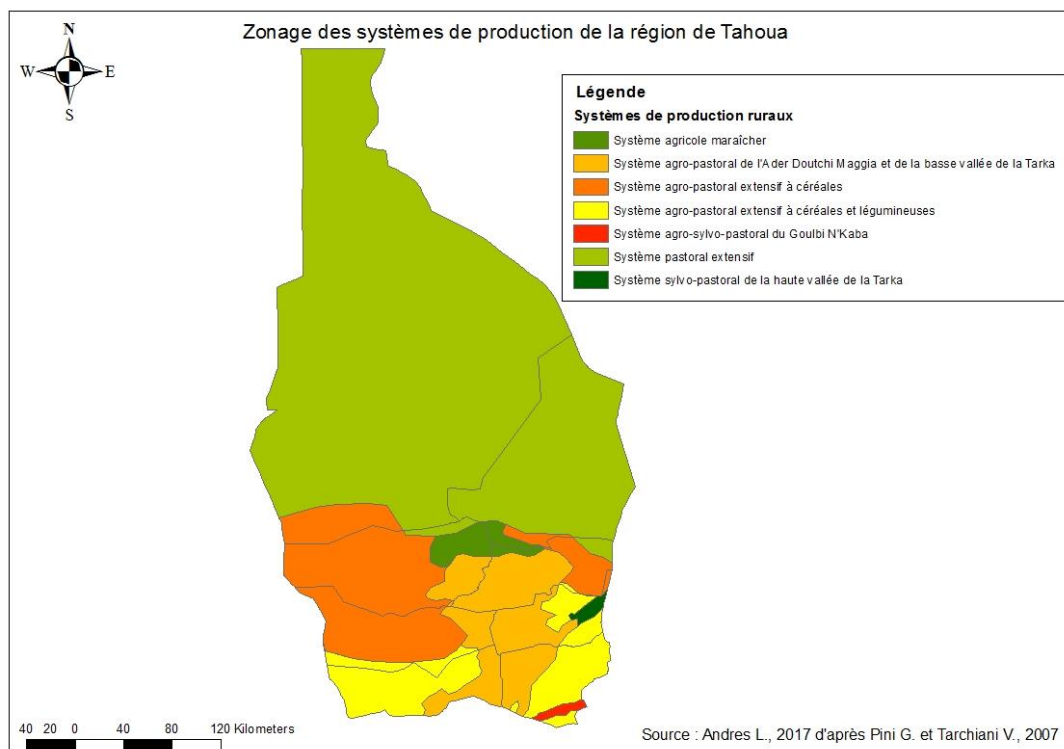 Zonage des systèmes de production de la région de Tahoua
N
W E
S
Légende
Systèmes de production ruraux
Système agricole maraîcher
Système agro-pastoral de l'Ader Doutchi Maggia et de la basse vallée de la Tarka
Système agro-pastoral extensif à céréales
Système agro-pastoral extensif à céréales et légumineuses
Système agro-sylvo-pastoral du Goulbi N'Kaba
Système pastoral extensif
Système sylvo-pastoral de la haute vallée de la Tarka
40 20 0 40 80 120 Kilometers
Source : Andres L., 2017 d'après Pini G. et Tarchiani V., 2007